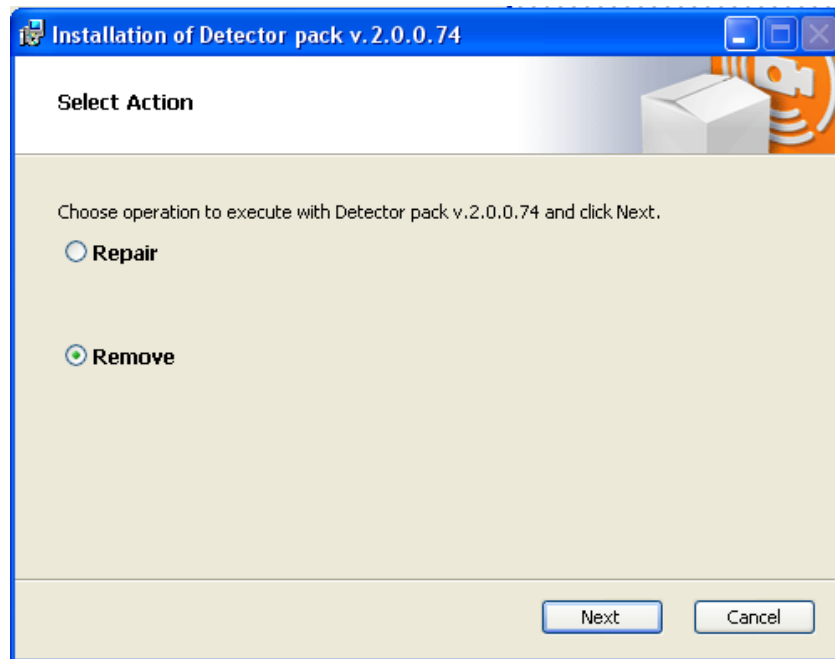 Installation of Detector pack v.2.0.0.74
Select Action
Choose operation to execute with Detector pack v.2.0.0.74 and click Next.
Repair
Remove
Next
Cancel